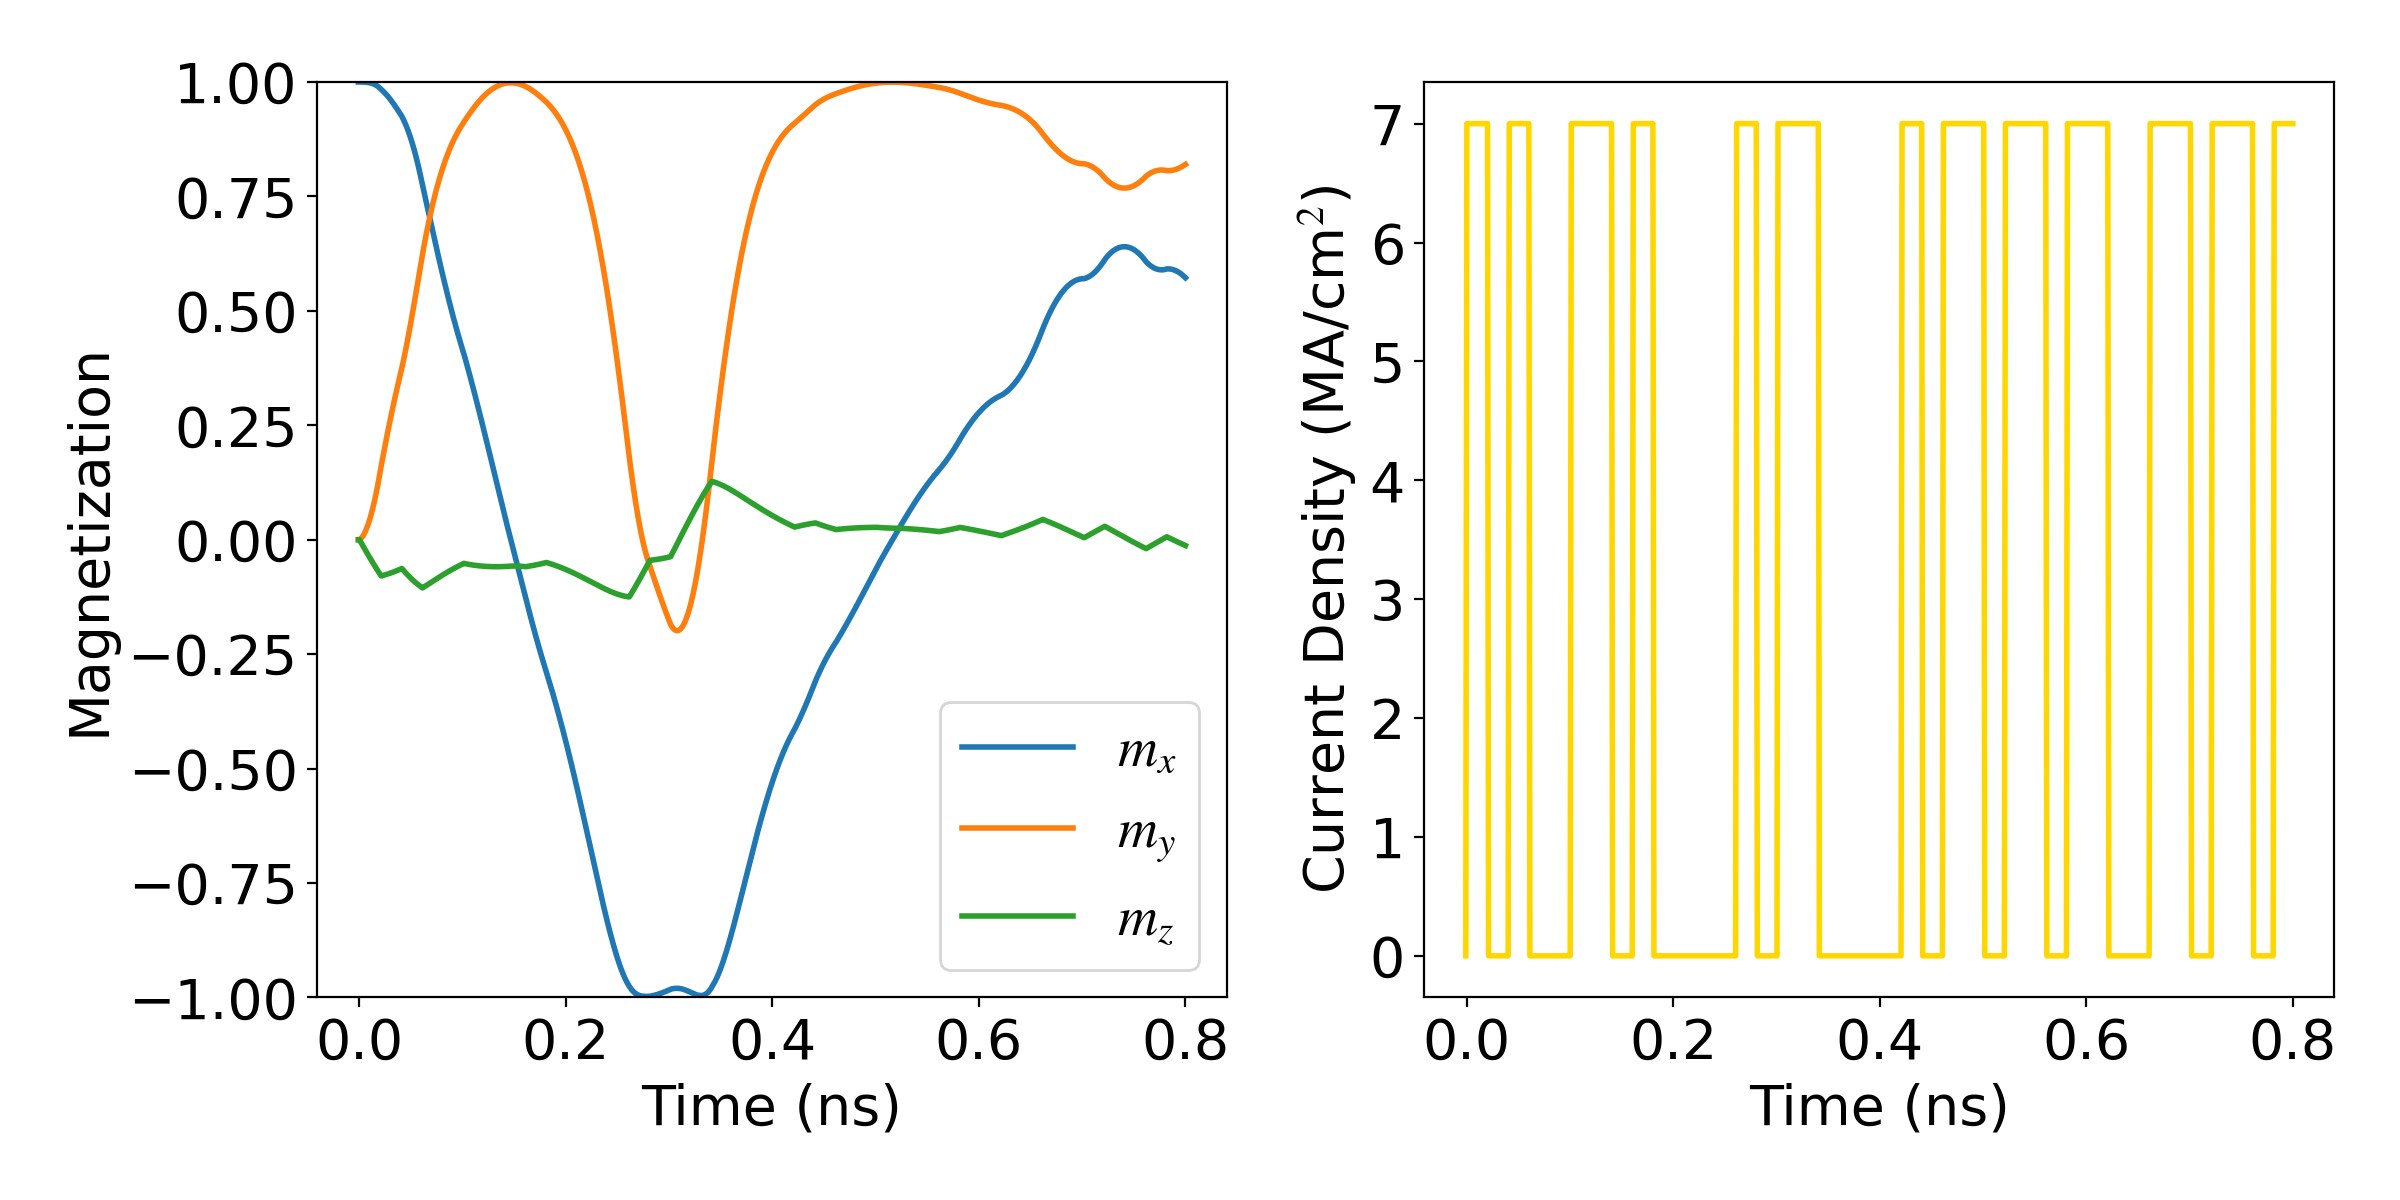 1.00
0.75
0.50
0.25
0.00
−0.25
−0.50
−0.75
−1.00
Magnetization
0.0 0.2 0.4 0.6 0.8
Time (ns)
m_x
m_y
m_z
7
6
5
4
3
2
1
0
Current Density (MA/cm²)
0.0 0.2 0.4 0.6 0.8
Time (ns)